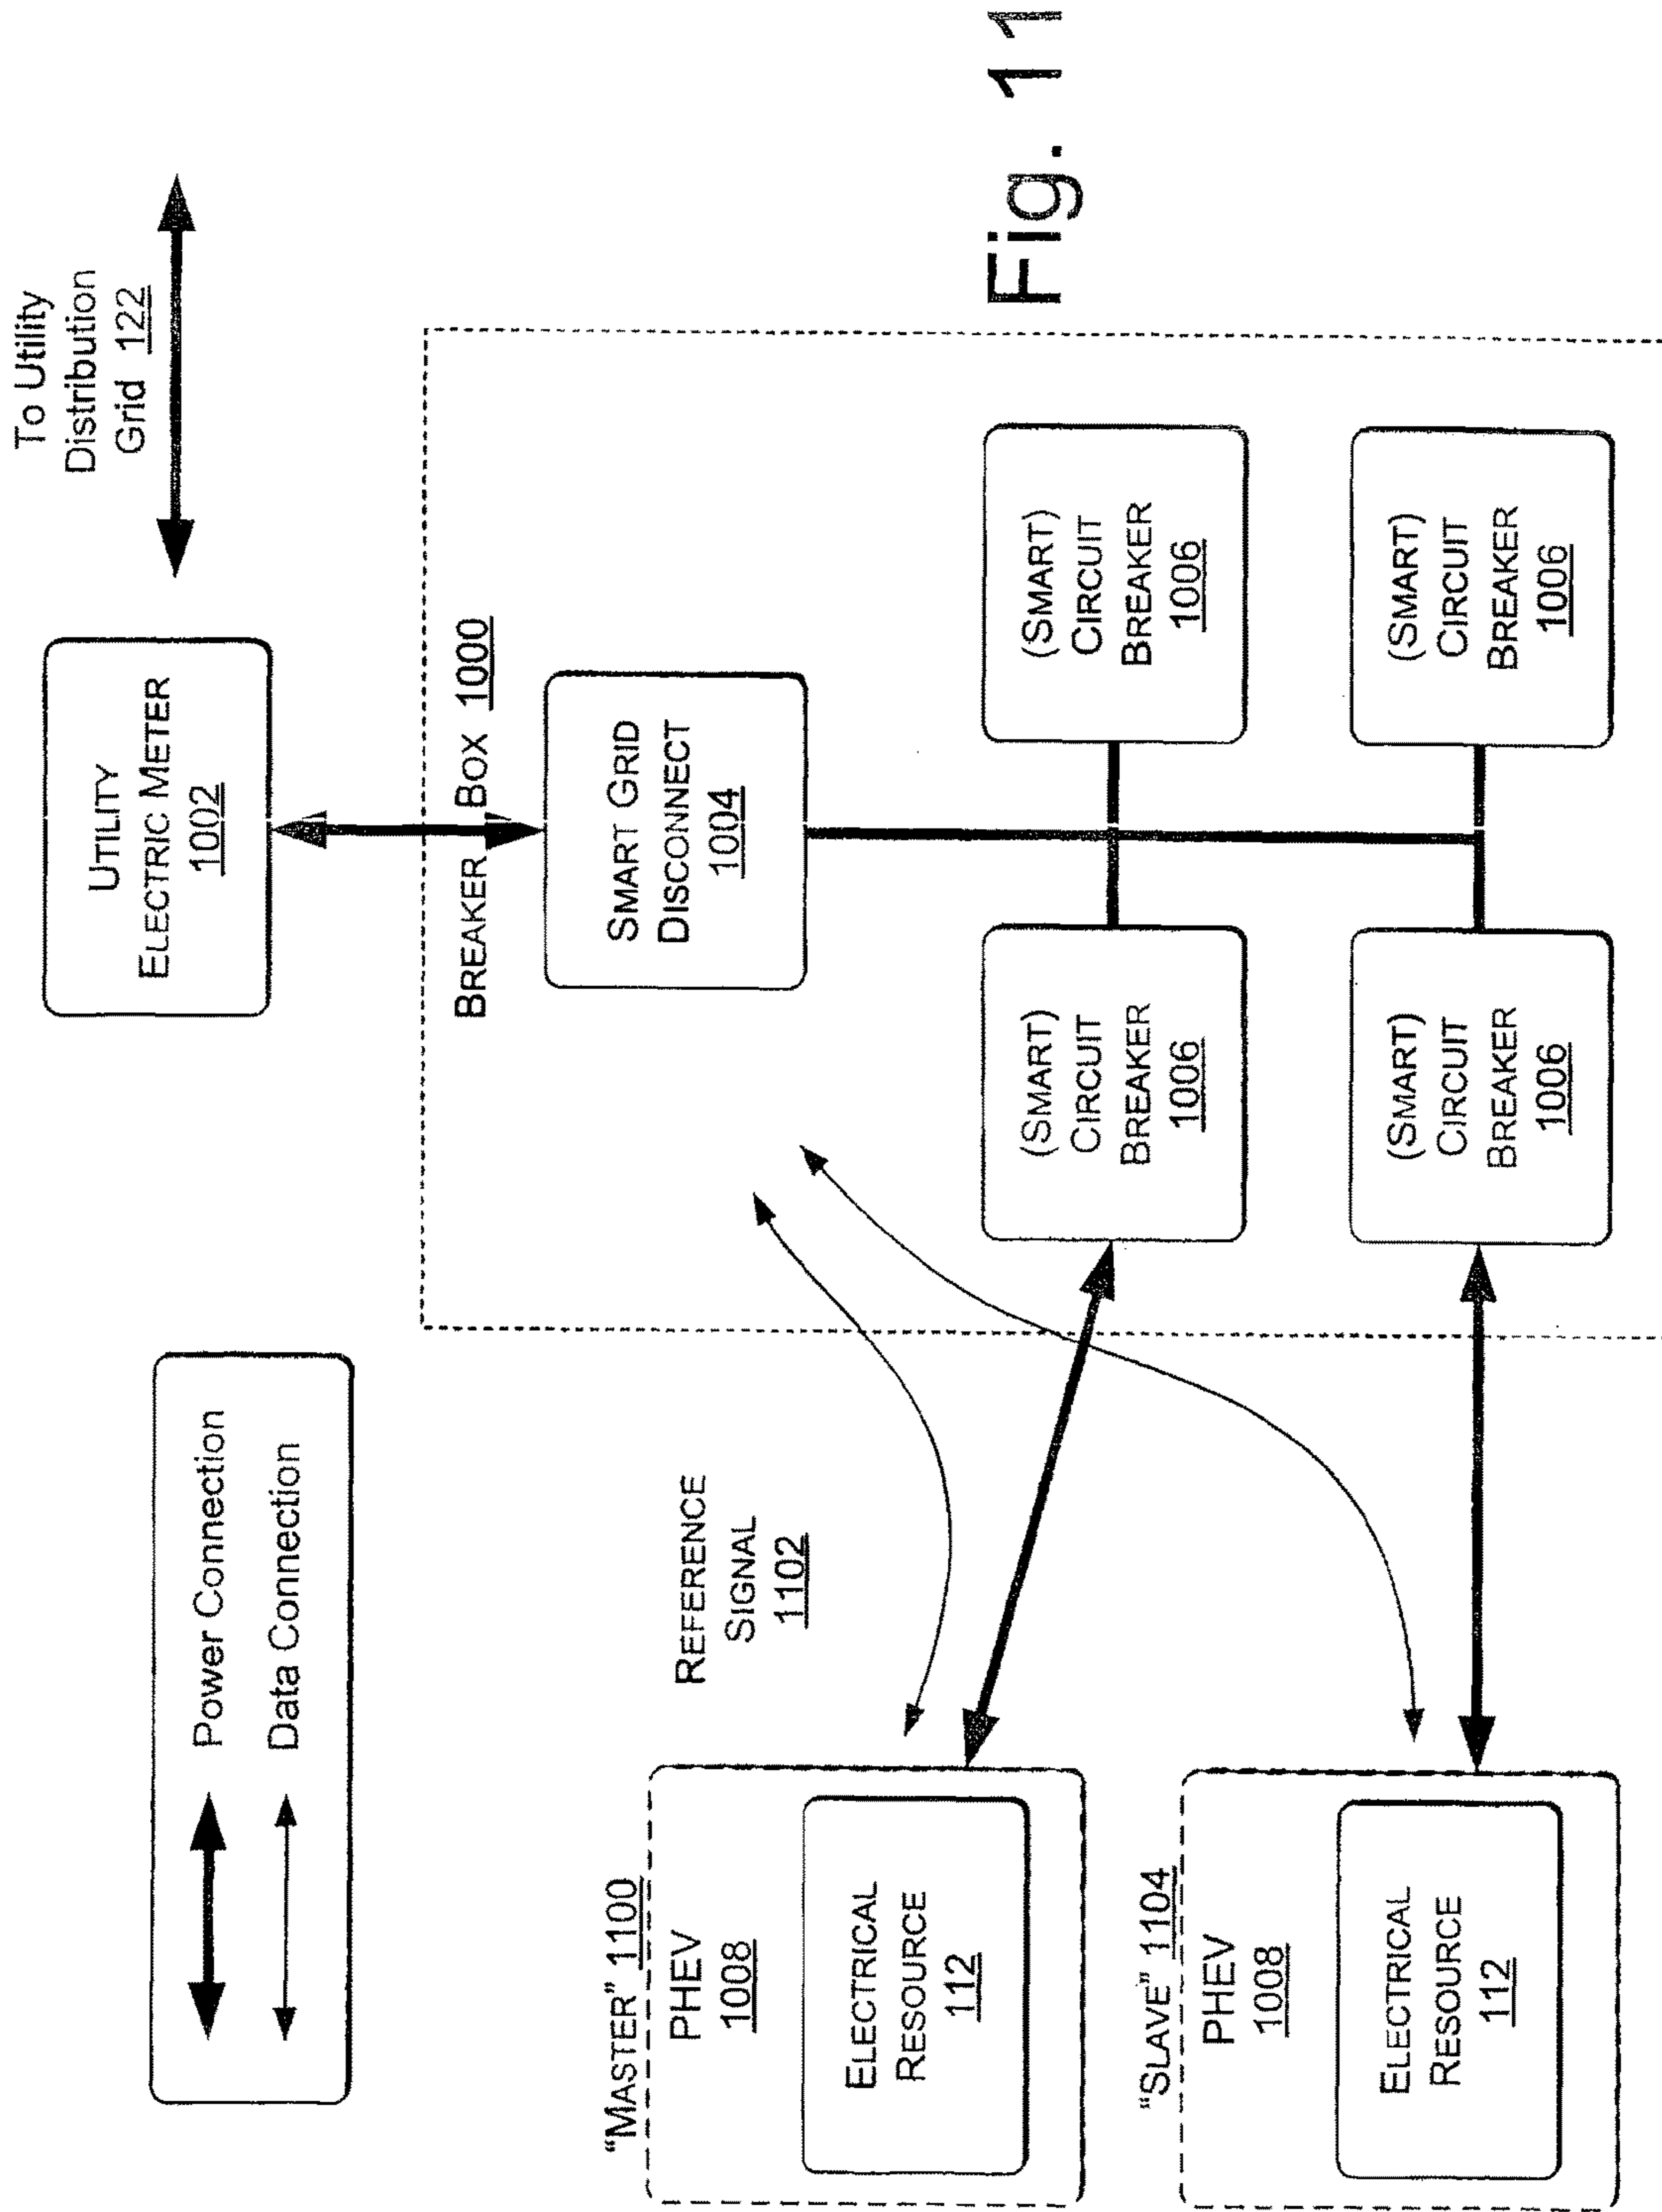 Power Connection
Data Connection
To Utility
Distribution
Grid 122
UTILITY
ELECTRIC METER
1002
BREAKER BOX 1000
SMART GRID
DISCONNECT
1004
REFERENCE
SIGNAL
1102
"MASTER" 1100
PHEV
1008
ELECTRICAL
RESOURCE
112
(SMART)
CIRCUIT
BREAKER
1006
(SMART)
CIRCUIT
BREAKER
1006
"SLAVE" 1104
PHEV
1008
ELECTRICAL
RESOURCE
112
(SMART)
CIRCUIT
BREAKER
1006
(SMART)
CIRCUIT
BREAKER
1006
Fig. 11